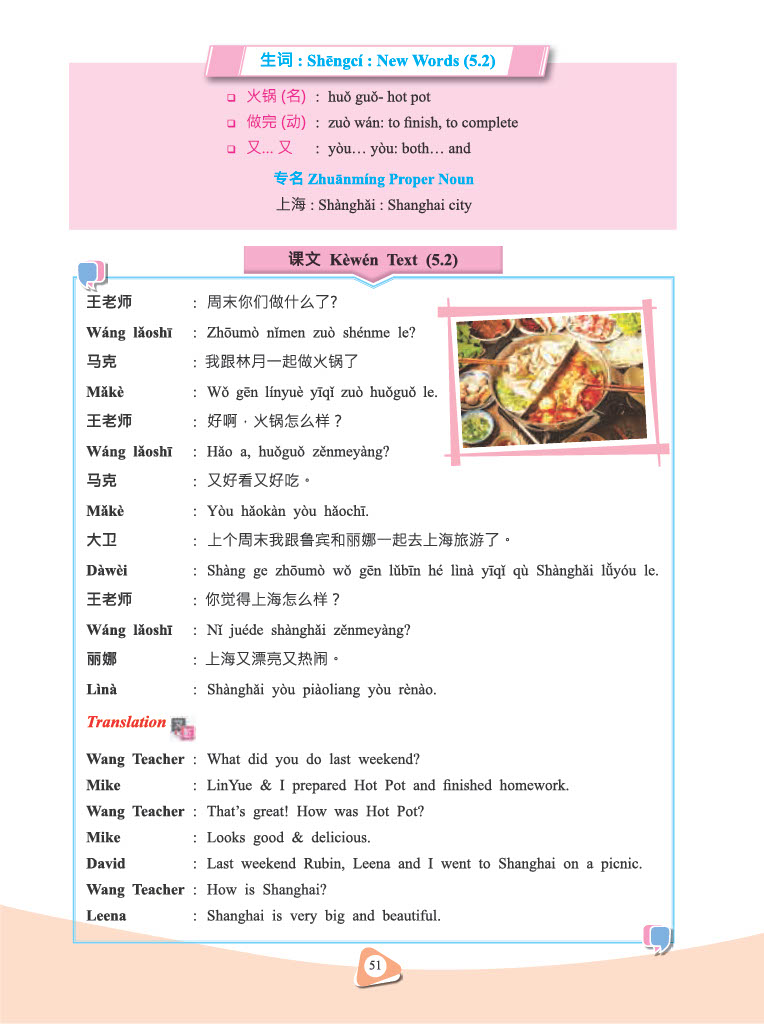 生词 : Shēngcí : New Words (5.2)
❑ 火锅 (名) : huǒ guǒ- hot pot
❑ 做完 (动) : zuò wán: to finish, to complete
❑ 又... 又 : yòu… yòu: both… and
专名 Zhuānmíng Proper Noun
上海 : Shànghǎi : Shanghai city
课文 Kèwén Text (5.2)
王老师 : 周末你们做什么了?
Wáng lǎoshī : Zhōumò nǐmen zuò shénme le?
马克 : 我跟林月一起做火锅了
Mǎkè : Wǒ gēn línyuè yīqǐ zuò huǒguǒ le.
王老师 : 好啊，火锅怎么样？
Wáng lǎoshī : Hǎo a, huǒguǒ zěnmeyàng?
马克 : 又好看又好吃。
Mǎkè : Yòu hǎokàn yòu hǎochī.
大卫 : 上个周末我跟鲁宾和丽娜一起去上海旅游了。
Dàwèi : Shàng ge zhōumò wǒ gēn lǔbīn hé lìnà yīqǐ qù Shànghǎi lǚyóu le.
王老师 : 你觉得上海怎么样？
Wáng lǎoshī : Nǐ juéde shànghǎi zěnmeyàng?
丽娜 : 上海又漂亮又热闹。
Lìnà : Shànghǎi yòu piàoliang yòu rènào.
Translation
Wang Teacher : What did you do last weekend?
Mike : LinYue & I prepared Hot Pot and finished homework.
Wang Teacher : That’s great! How was Hot Pot?
Mike : Looks good & delicious.
David : Last weekend Rubin, Leena and I went to Shanghai on a picnic.
Wang Teacher : How is Shanghai?
Leena : Shanghai is very big and beautiful.
51